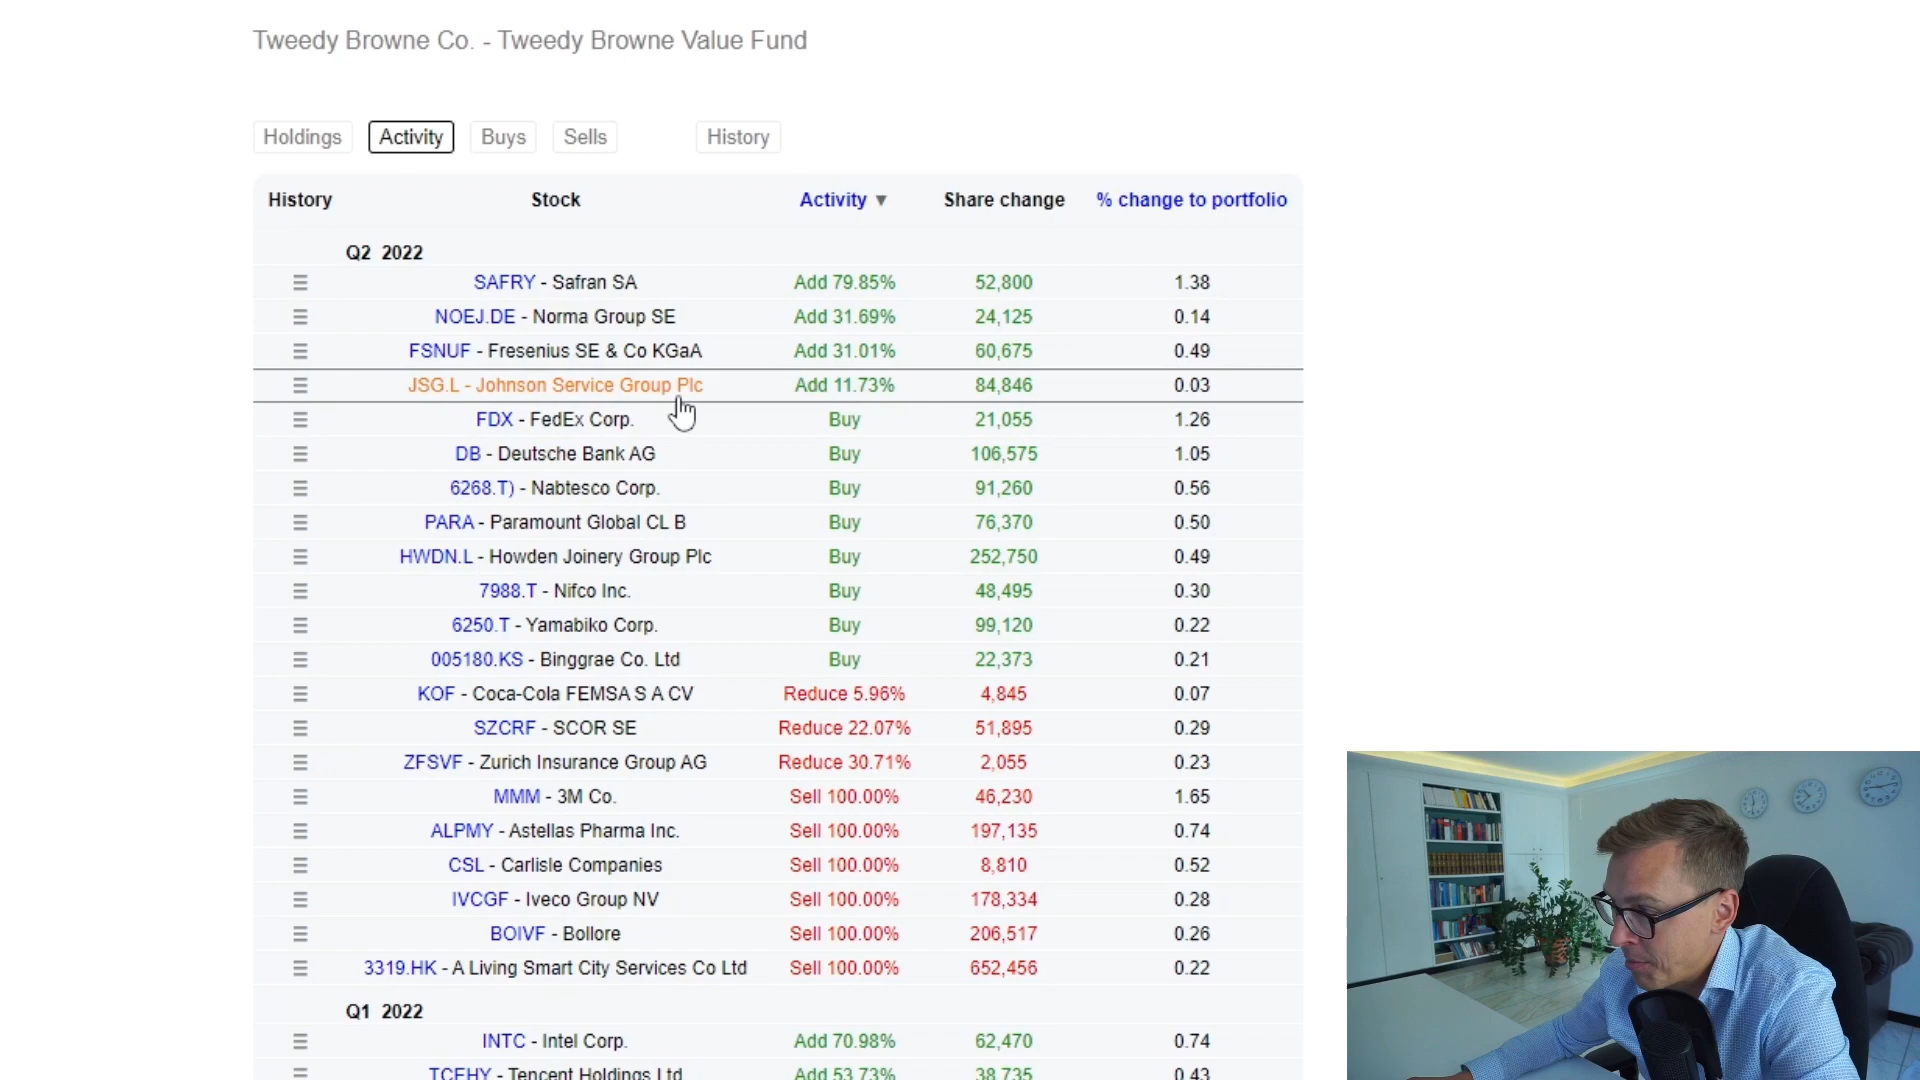 Tweedy Browne Co. - Tweedy Browne Value Fund
Holdings Activity Buys Sells History
History Stock Activity ▼ Share change % change to portfolio
Q2 2022
≡ SAFRY - Safran SA Add 79.85% 52,800 1.38
≡ NOEJ.DE - Norma Group SE Add 31.69% 24,125 0.14
≡ FSNUF - Fresenius SE & Co KGaA Add 31.01% 60,675 0.49
≡ JSG.L - Johnson Service Group Plc Add 11.73% 84,846 0.03
≡ FDX - FedEx Corp. Buy 21,055 1.26
≡ DB - Deutsche Bank AG Buy 106,575 1.05
≡ 6268.T) - Nabtesco Corp. Buy 91,260 0.56
≡ PARA - Paramount Global CL B Buy 76,370 0.50
≡ HWDN.L - Howden Joinery Group Plc Buy 252,750 0.49
≡ 7988.T - Nifco Inc. Buy 48,495 0.30
≡ 6250.T - Yamabiko Corp. Buy 99,120 0.22
≡ 005180.KS - Binggrae Co. Ltd Buy 22,373 0.21
≡ KOF - Coca-Cola FEMSA S A CV Reduce 5.96% 4,845 0.07
≡ SZCRF - SCOR SE Reduce 22.07% 51,895 0.29
≡ ZFSVF - Zurich Insurance Group AG Reduce 30.71% 2,055 0.23
≡ MMM - 3M Co. Sell 100.00% 46,230 1.65
≡ ALPMY - Astellas Pharma Inc. Sell 100.00% 197,135 0.74
≡ CSL - Carlisle Companies Sell 100.00% 8,810 0.52
≡ IVCGF - Iveco Group NV Sell 100.00% 178,334 0.28
≡ BOIVF - Bollore Sell 100.00% 206,517 0.26
≡ 3319.HK - A Living Smart City Services Co Ltd Sell 100.00% 652,456 0.22
Q1 2022
≡ INTC - Intel Corp. Add 70.98% 62,470 0.74
≡ TCEHY - Tencent Holdings Ltd Add 53.73% 38,735 0.43